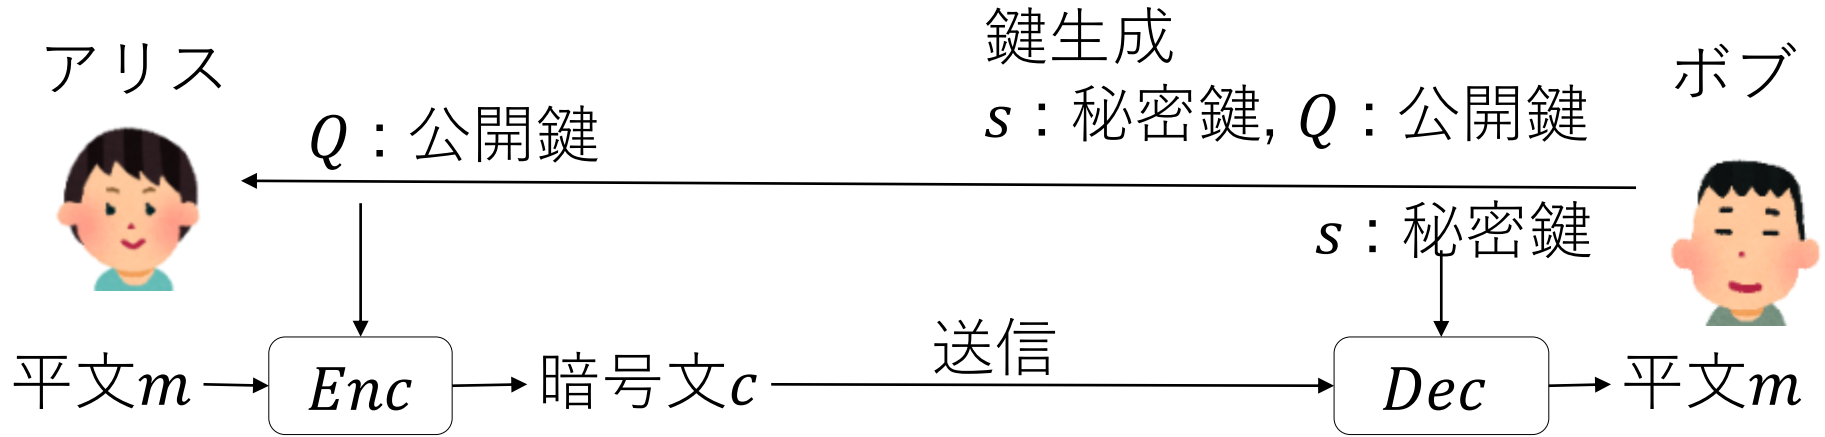 アリス
鍵生成
ボブ
s：秘密鍵, Q：公開鍵
Q：公開鍵
s：秘密鍵
送信
平文m
Enc
暗号文c
Dec
平文m